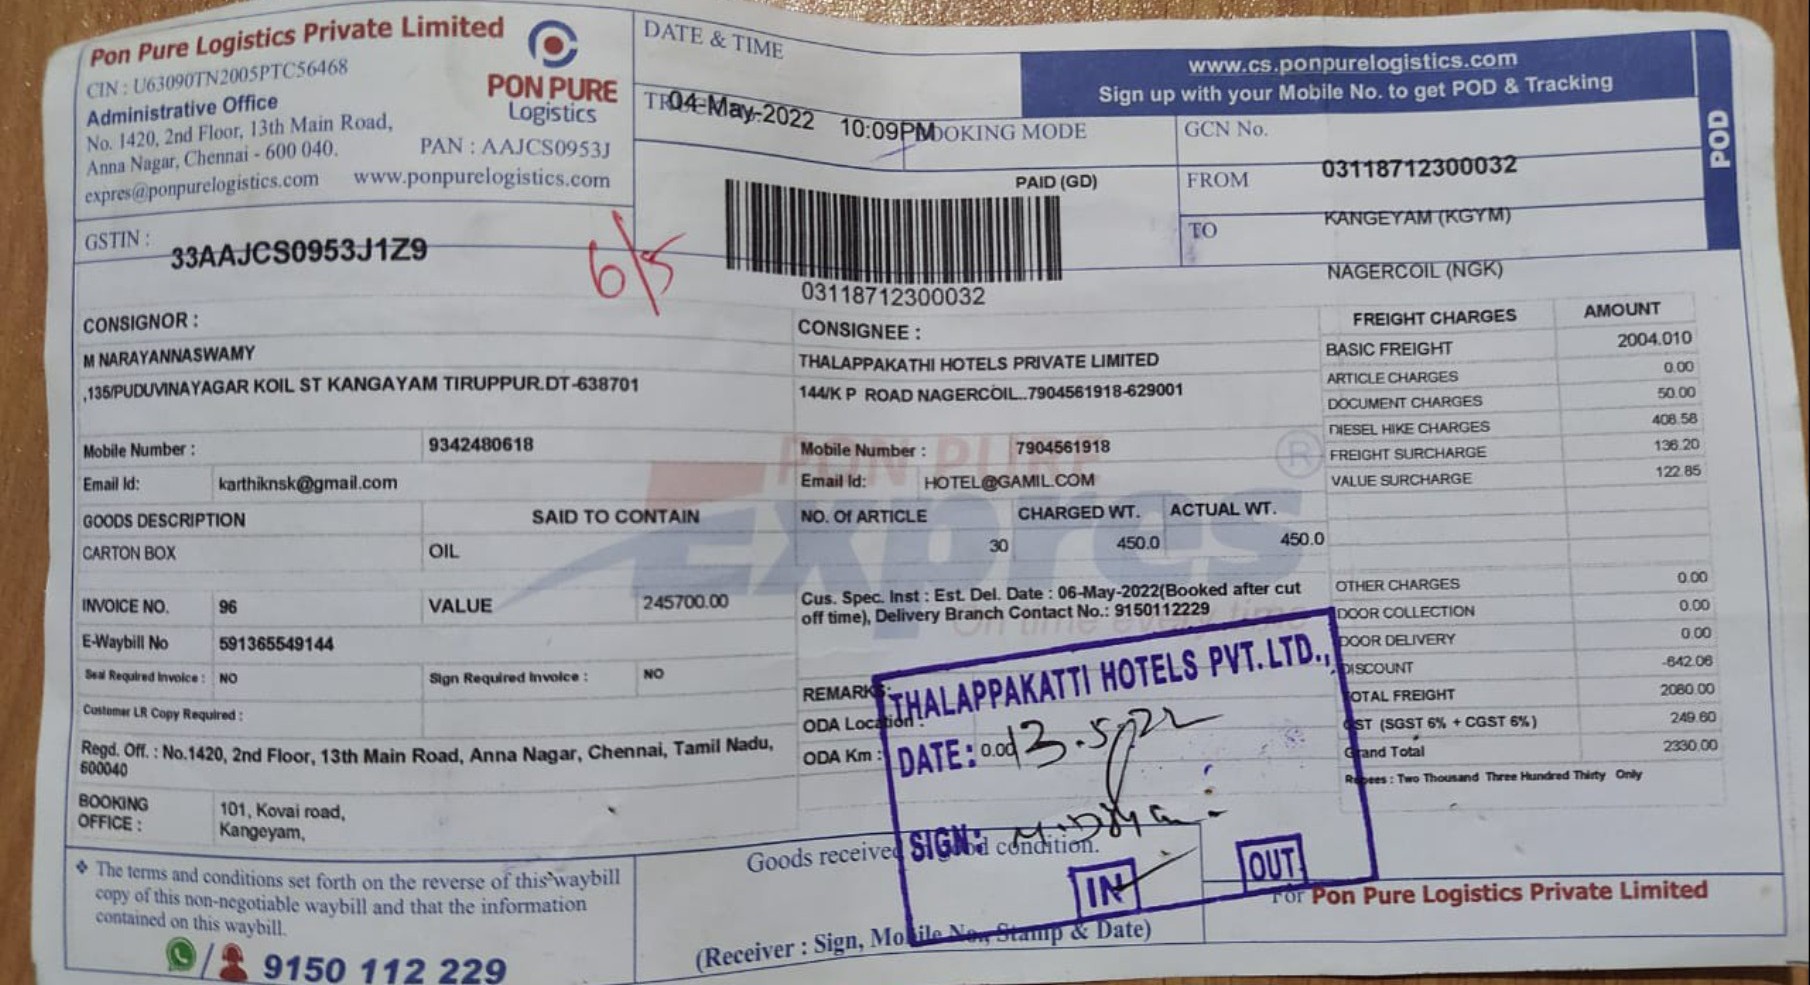 Pon Pure Logistics Private Limited
CIN : U63090TN2005PTC56468
Administrative Office
No. 1420, 2nd Floor, 13th Main Road,
Anna Nagar, Chennai - 600 040.
PAN : AAJCS0953J
expres@ponpurelogistics.com www.ponpurelogistics.com
PON PURE
Logistics
GSTIN : 33AAJCS0953J1Z9
6/5
DATE & TIME
04-May-2022 10:09PM
BOOKING MODE
PAID (GD)
03118712300032
www.cs.ponpurelogistics.com
Sign up with your Mobile No. to get POD & Tracking
POD
GCN No. 03118712300032
FROM KANGEYAM (KGYM)
TO NAGERCOIL (NGK)
CONSIGNOR :
M NARAYANNASWAMY
,135/PUDUVINAYAGAR KOIL ST KANGAYAM TIRUPPUR.DT-638701
Mobile Number : 9342480618
Email Id: karthiknsk@gmail.com
CONSIGNEE :
THALAPPAKATHI HOTELS PRIVATE LIMITED
144/K P ROAD NAGERCOIL..7904561918-629001
Mobile Number : 7904561918
Email Id: HOTEL@GAMIL.COM
GOODS DESCRIPTION SAID TO CONTAIN NO. Of ARTICLE CHARGED WT. ACTUAL WT.
CARTON BOX OIL 30 450.0 450.0
INVOICE NO. 96 VALUE 245700.00
E-Waybill No 591365549144
Seal Required Invoice : NO Sign Required Invoice : NO
Customer LR Copy Required :
Regd. Off. : No.1420, 2nd Floor, 13th Main Road, Anna Nagar, Chennai, Tamil Nadu,
600040
BOOKING OFFICE : 101, Kovai road,
Kangeyam,
Cus. Spec. Inst : Est. Del. Date : 06-May-2022(Booked after cut
off time), Delivery Branch Contact No.: 9150112229
REMARKS:
ODA Location :
ODA Km : 0.00
FREIGHT CHARGES AMOUNT
BASIC FREIGHT 2004.010
ARTICLE CHARGES 0.00
DOCUMENT CHARGES 50.00
DIESEL HIKE CHARGES 408.58
FREIGHT SURCHARGE 136.20
VALUE SURCHARGE 122.85
OTHER CHARGES 0.00
DOOR COLLECTION 0.00
DOOR DELIVERY 0.00
DISCOUNT -642.06
TOTAL FREIGHT 2080.00
GST (SGST 6% + CGST 6%) 249.60
Grand Total 2330.00
Rupees : Two Thousand Three Hundred Thirty Only
PON PURE
Expres
On time every time
®
THALAPPAKATTI HOTELS PVT. LTD.,
DATE: 13.5/22
SIGN:
IN OUT
❖ The terms and conditions set forth on the reverse of this waybill
copy of this non-negotiable waybill and that the information
contained on this waybill.
9150 112 229
Goods received good condition.
(Receiver : Sign, Mobile No., Stamp & Date)
For Pon Pure Logistics Private Limited